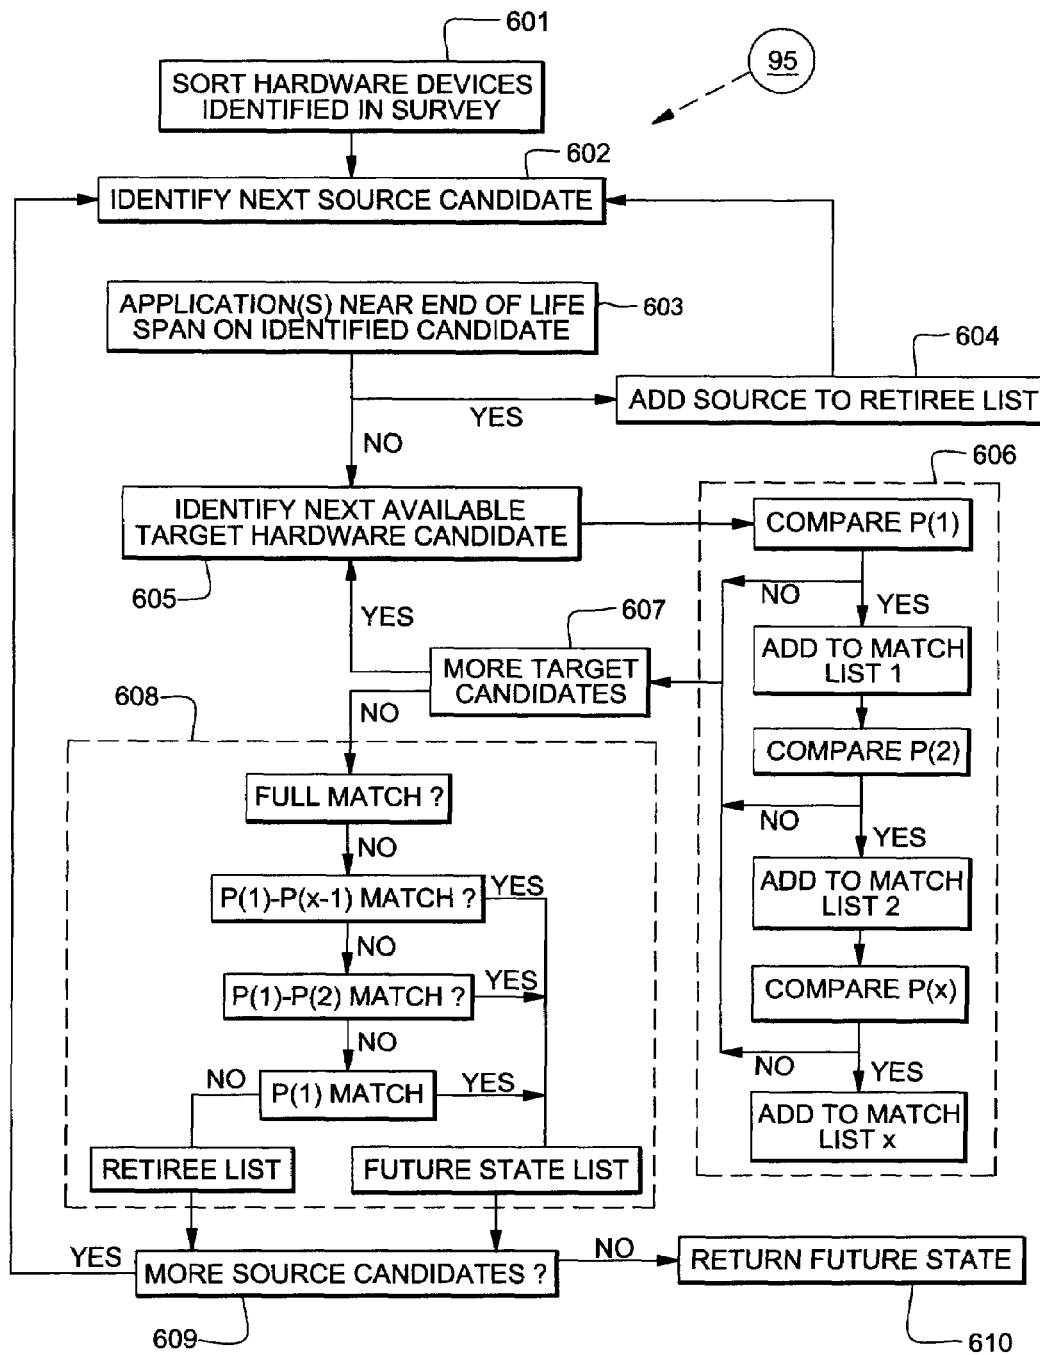 601
95
SORT HARDWARE DEVICES
IDENTIFIED IN SURVEY
602
IDENTIFY NEXT SOURCE CANDIDATE
APPLICATION(S) NEAR END OF LIFE
SPAN ON IDENTIFIED CANDIDATE
603
604
ADD SOURCE TO RETIREE LIST
YES
NO
606
IDENTIFY NEXT AVAILABLE
TARGET HARDWARE CANDIDATE
COMPARE P(1)
605
YES
607
NO
YES
MORE TARGET
CANDIDATES
ADD TO MATCH
LIST 1
608
NO
COMPARE P(2)
FULL MATCH ?
NO
YES
NO
P(1)-P(x-1) MATCH ?
YES
ADD TO MATCH
LIST 2
NO
P(1)-P(2) MATCH ?
YES
COMPARE P(x)
NO
NO
YES
NO
P(1) MATCH
YES
ADD TO MATCH
LIST x
RETIREE LIST
FUTURE STATE LIST
YES
MORE SOURCE CANDIDATES ?
NO
RETURN FUTURE STATE
609
610